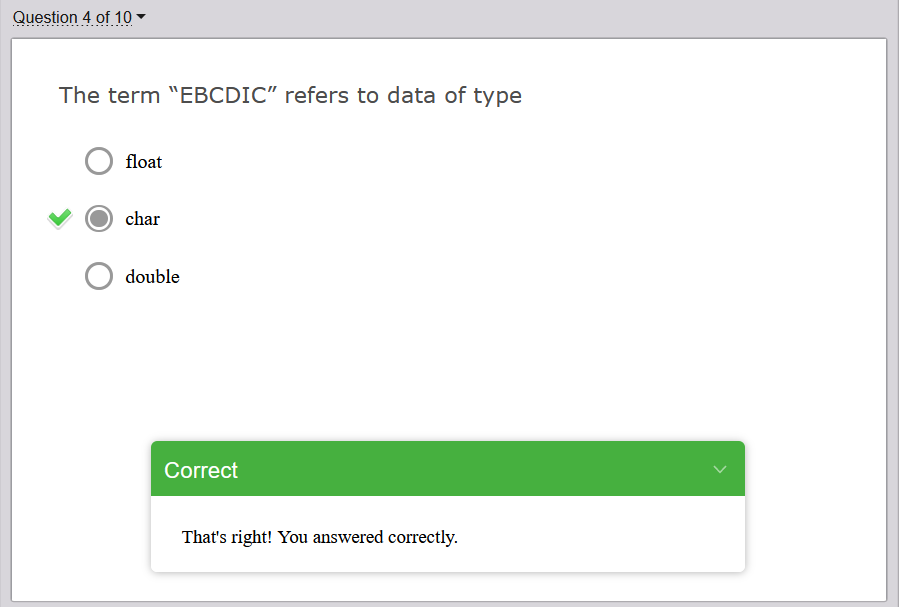 Question 4 of 10
The term “EBCDIC” refers to data of type
float
char
double
Correct
That's right! You answered correctly.